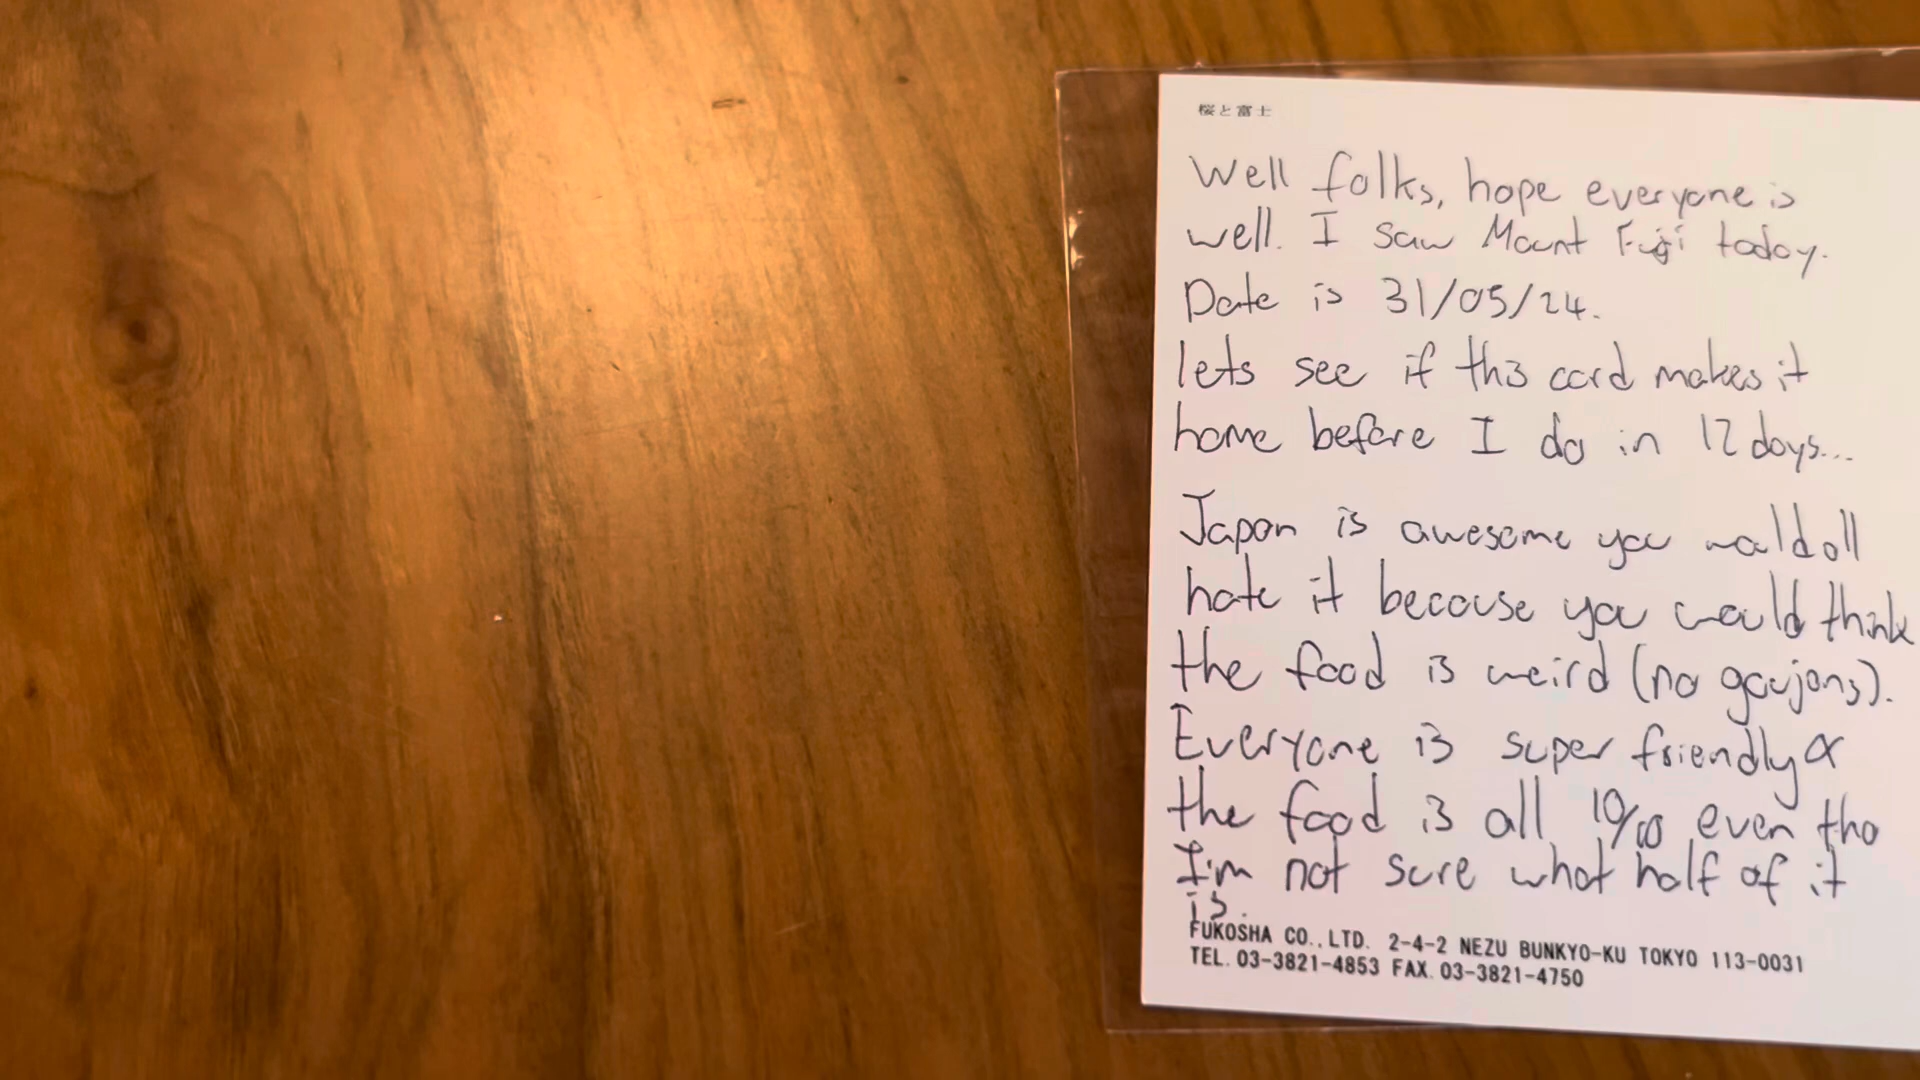 桜と富士
Well folks, hope everyone is
well. I saw Mount Fuji today.
Date is 31/05/24.
lets see if this card makes it
home before I do in 12 days...
Japan is awesome you would all
hate it because you would think
the food is weird (no goujons).
Everyone is super friendly &
the food is all 10/10 even tho
I'm not sure what half of it
is.
FUKOSHA CO., LTD. 2-4-2 NEZU BUNKYO-KU TOKYO 113-0031
TEL. 03-3821-4853 FAX. 03-3821-4750